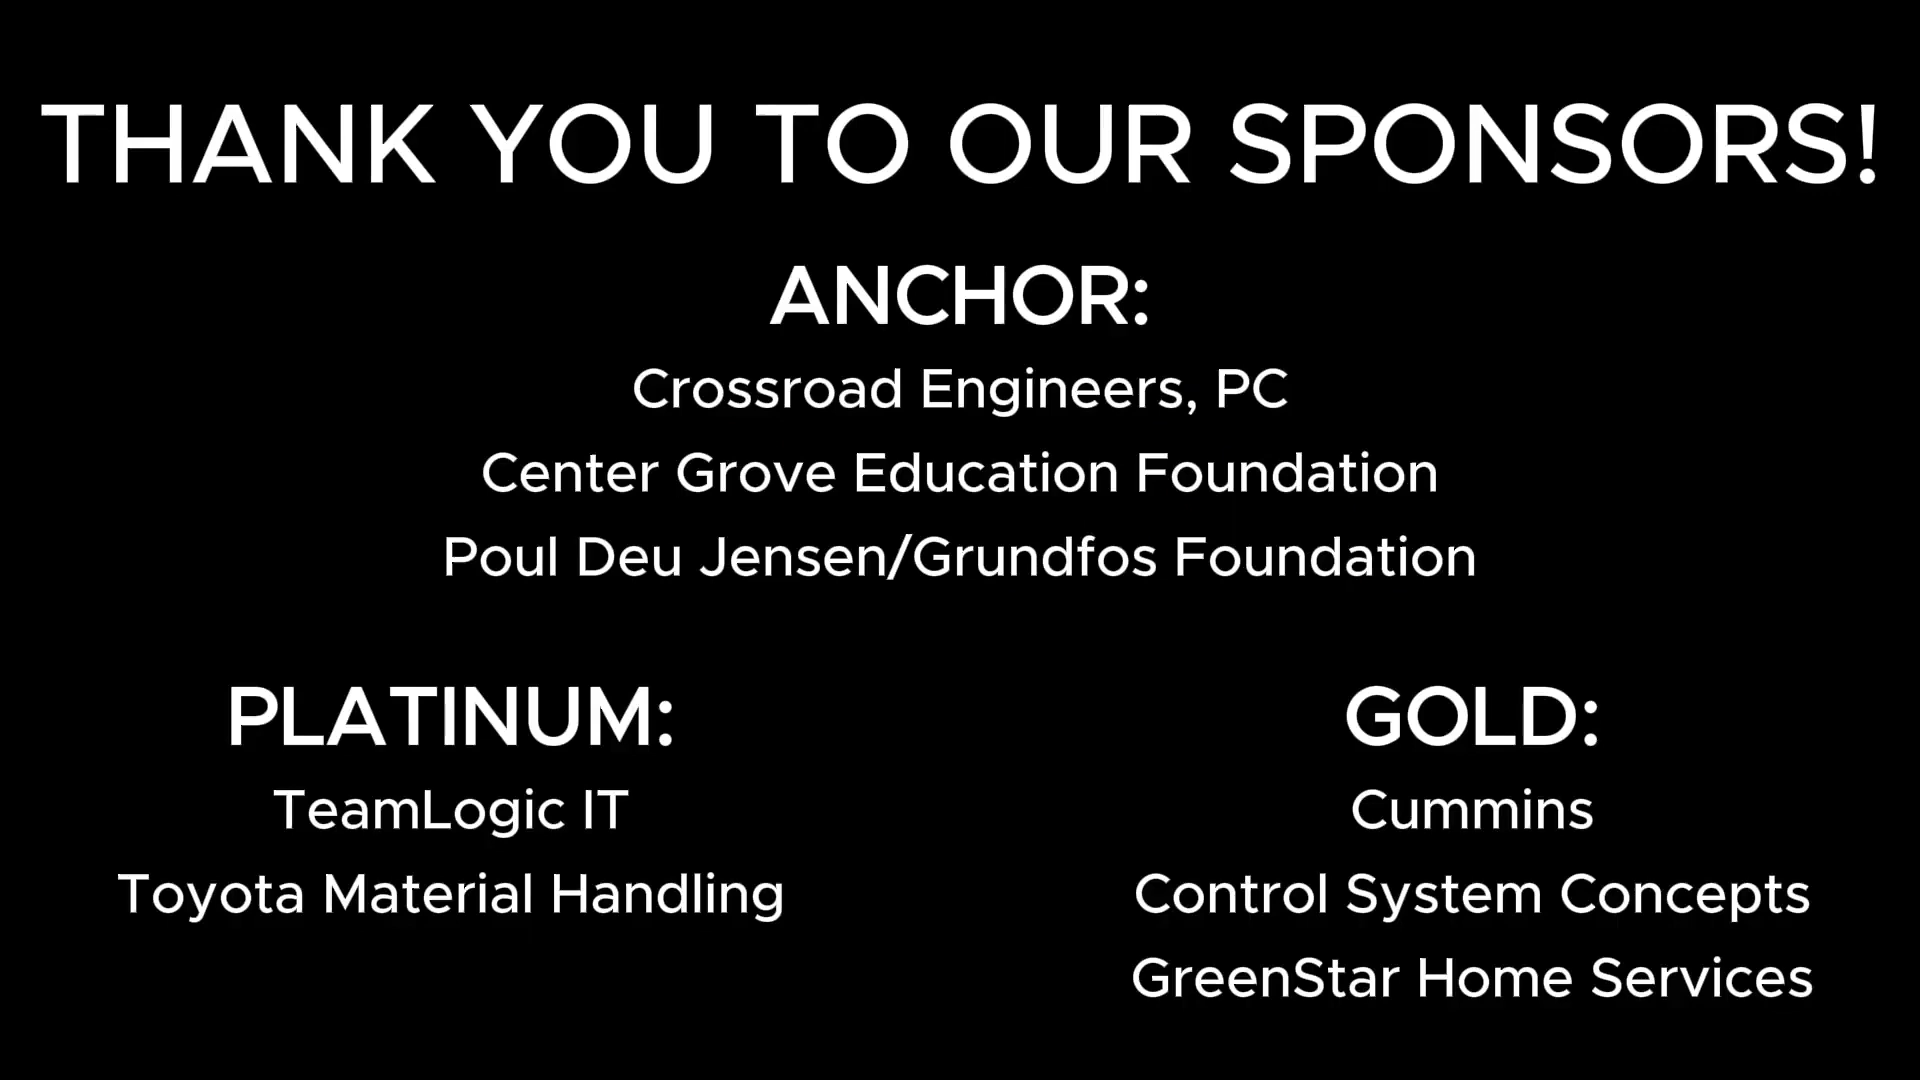 THANK YOU TO OUR SPONSORS!
ANCHOR:
Crossroad Engineers, PC
Center Grove Education Foundation
Poul Deu Jensen/Grundfos Foundation
PLATINUM:
TeamLogic IT
Toyota Material Handling
GOLD:
Cummins
Control System Concepts
GreenStar Home Services